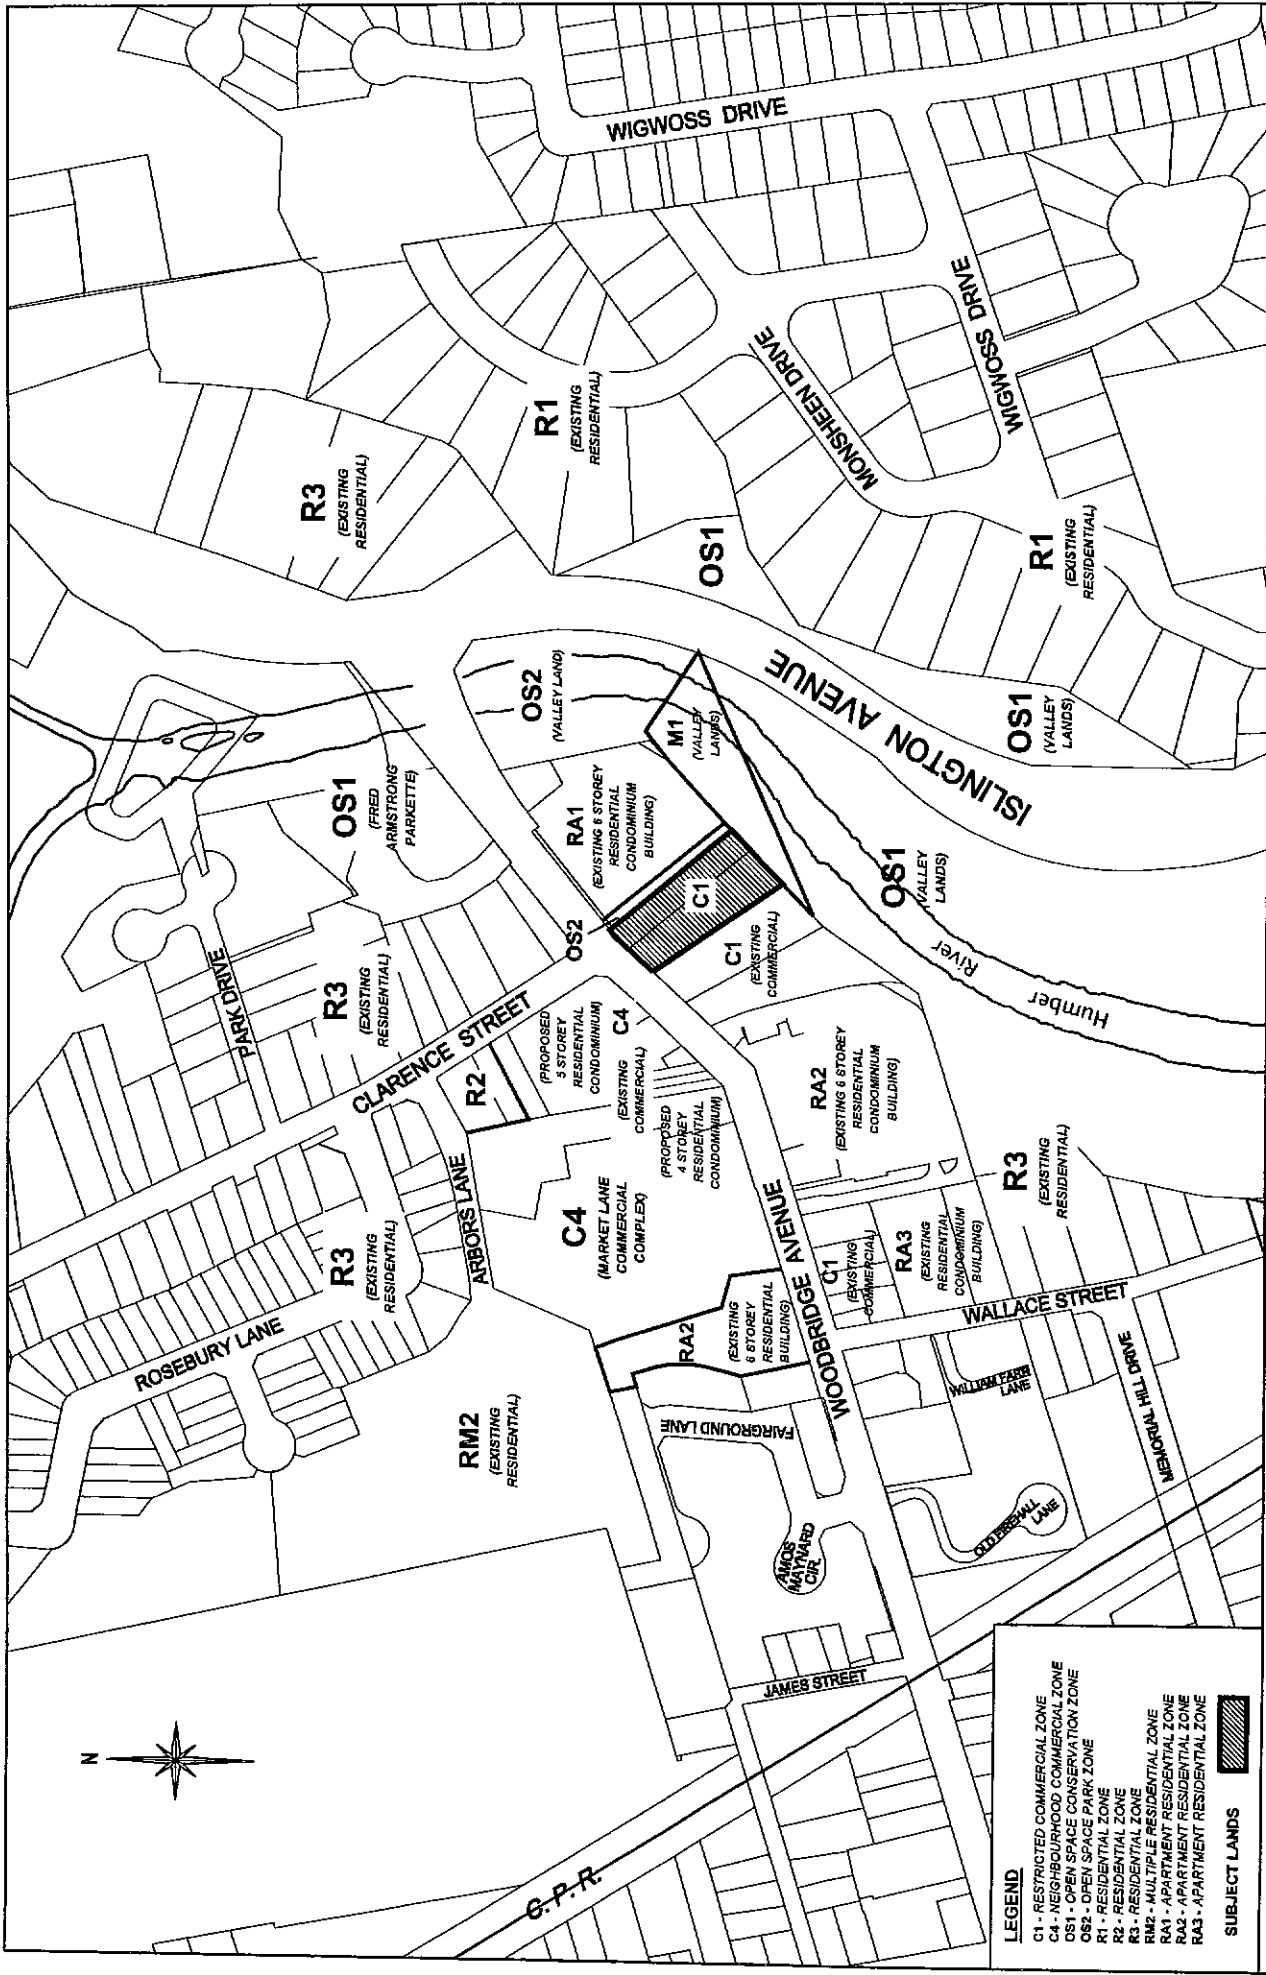 N
C. P. R.
ROSEBURY LANE
R3
(EXISTING
RESIDENTIAL)
RM2
(EXISTING
RESIDENTIAL)
ARBORS LANE
CLARENCE STREET
PARK DRIVE
R3
(EXISTING
RESIDENTIAL)
OS1
(FRED
ARMSTRONG
PARKETTE)
R3
(EXISTING
RESIDENTIAL)
R1
(EXISTING
RESIDENTIAL)
WIGWOSS DRIVE
R2
(PROPOSED
5 STOREY
RESIDENTIAL
CONDOMINIUM)
C4
(EXISTING
COMMERCIAL)
(PROPOSED
4 STOREY
RESIDENTIAL
CONDOMINIUM)
C4
(MARKET LANE
COMMERCIAL
COMPLEX)
RA2
(EXISTING
6 STOREY
RESIDENTIAL
BUILDING)
FAIRGROUND LANE
AMOS
MAYNARD
CIR.
JAMES STREET
WOODBRIDGE AVENUE
OS2
RA1
(EXISTING 6 STOREY
RESIDENTIAL
CONDOMINIUM
BUILDING)
OS2
(VALLEY LAND)
M1
(VALLEY
LANDS)
C1
C1
(EXISTING
COMMERCIAL)
OS1
ISLINGTON AVENUE
MONSHEEN DRIVE
WIGWOSS DRIVE
R1
(EXISTING
RESIDENTIAL)
OS1
(VALLEY
LANDS)
OS1
(VALLEY
LANDS)
Humber
River
RA2
(EXISTING 6 STOREY
RESIDENTIAL
CONDOMINIUM
BUILDING)
R3
(EXISTING
RESIDENTIAL)
C1
(EXISTING
COMMERCIAL)
RA3
(EXISTING
RESIDENTIAL
CONDOMINIUM
BUILDING)
WALLACE STREET
WILLIAM FARR
LANE
MEMORIAL HILL DRIVE
OLD FIREHALL
LANE
LEGEND
C1 - RESTRICTED COMMERCIAL ZONE
C4 - NEIGHBOURHOOD COMMERCIAL ZONE
OS1 - OPEN SPACE CONSERVATION ZONE
OS2 - OPEN SPACE PARK ZONE
R1 - RESIDENTIAL ZONE
R2 - RESIDENTIAL ZONE
R3 - RESIDENTIAL ZONE
RM2 - MULTIPLE RESIDENTIAL ZONE
RA1 - APARTMENT RESIDENTIAL ZONE
RA2 - APARTMENT RESIDENTIAL ZONE
RA3 - APARTMENT RESIDENTIAL ZONE
SUBJECT LANDS